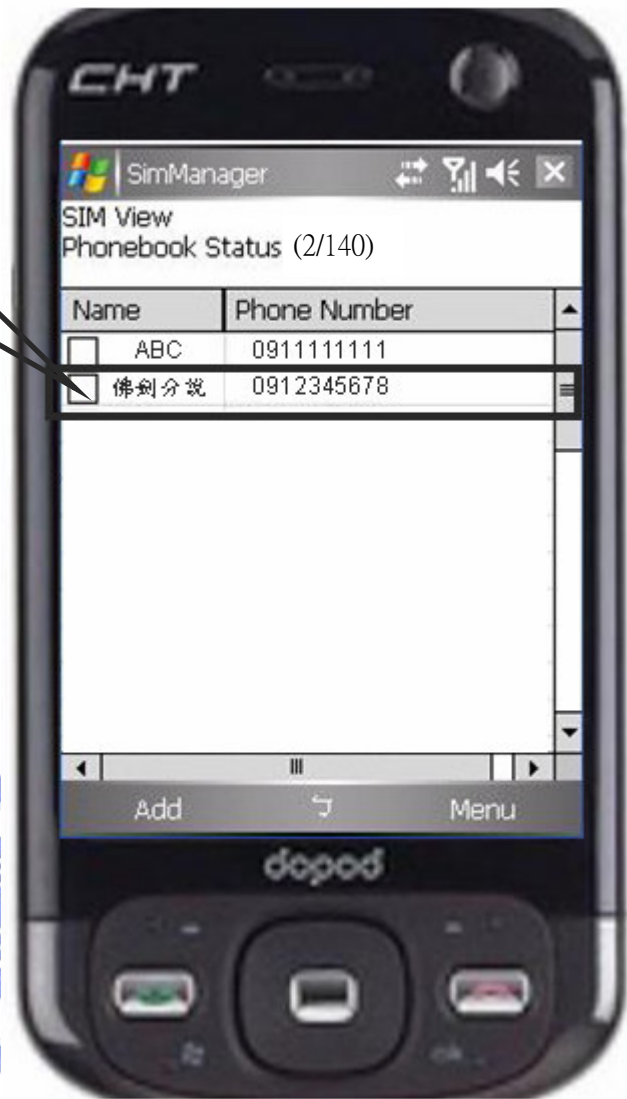 CHT
SimManager
SIM View
Phonebook Status (2/140)
Name Phone Number
ABC 0911111111
佛劍分說 0912345678
Add Menu
dopod